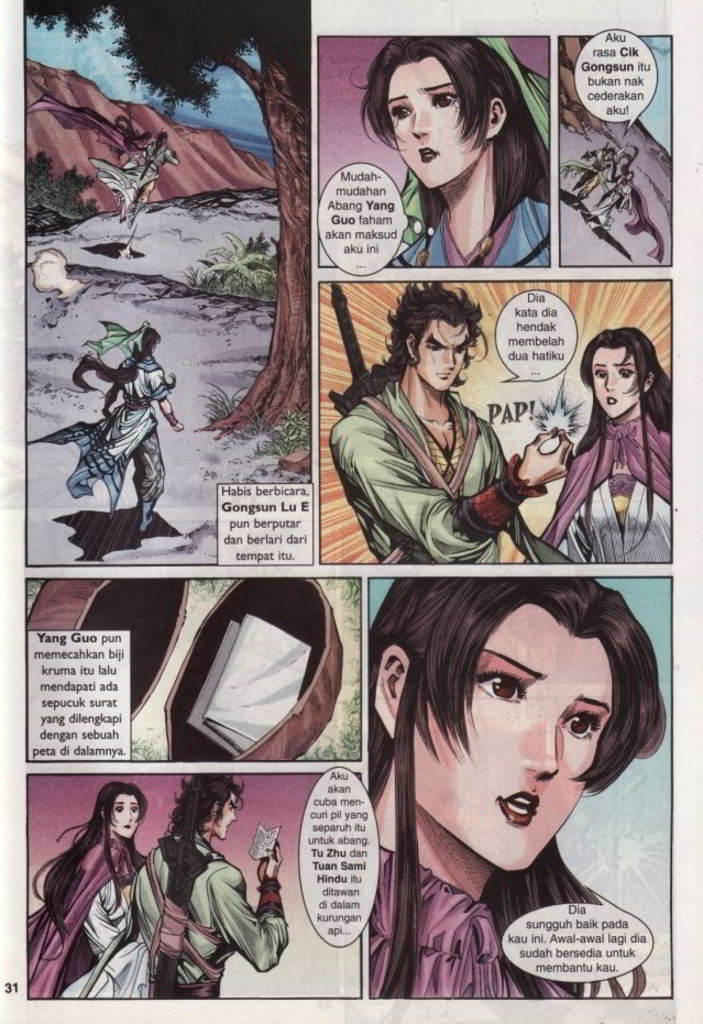 Mudah-
mudahan
Abang Yang
Guo faham
akan maksud
aku ini
...
Aku
rasa Cik
Gongsun itu
bukan nak
cederakan
aku!
Habis berbicara,
Gongsun Lu E
pun berputar
dan berlari dari
tempat itu.
Dia
kata dia
hendak
membelah
dua hatiku
...
PAP!
Yang Guo pun
memecahkan biji
kruma itu lalu
mendapati ada
sepucuk surat
yang dilengkapi
dengan sebuah
peta di dalamnya.
Aku
akan
cuba men-
curi pil yang
separuh itu
untuk abang.
Tu Zhu dan
Tuan Sami
Hindu itu
ditawan
di dalam
kurungan
api...
Dia
sungguh baik pada
kau ini. Awal-awal lagi dia
sudah bersedia untuk
membantu kau.
31